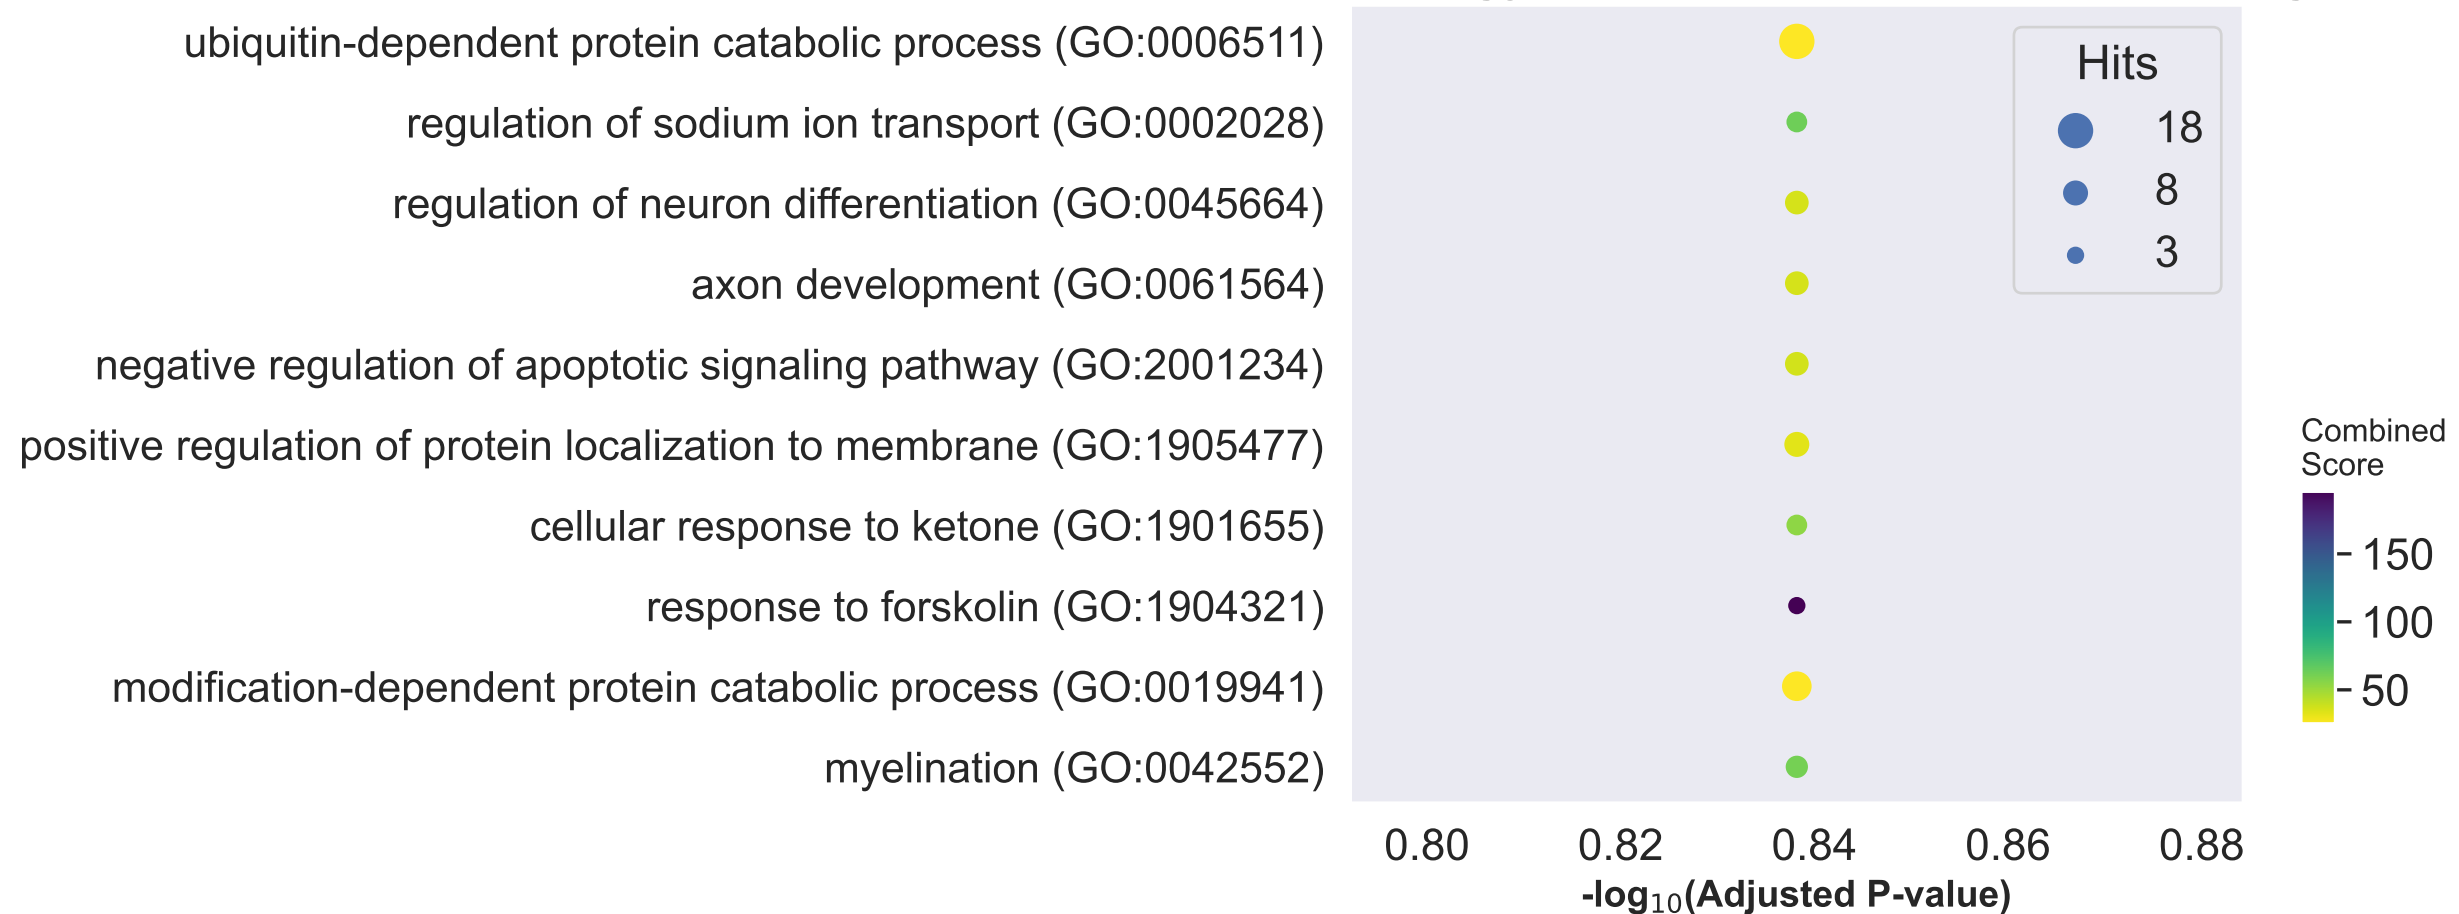 ubiquitin-dependent protein catabolic process (GO:0006511)
regulation of sodium ion transport (GO:0002028)
regulation of neuron differentiation (GO:0045664)
axon development (GO:0061564)
negative regulation of apoptotic signaling pathway (GO:2001234)
positive regulation of protein localization to membrane (GO:1905477)
cellular response to ketone (GO:1901655)
response to forskolin (GO:1904321)
modification-dependent protein catabolic process (GO:0019941)
myelination (GO:0042552)
Hits
18
8
3
Combined
Score
150
100
50
0.80 0.82 0.84 0.86 0.88
-log₁₀(Adjusted P-value)